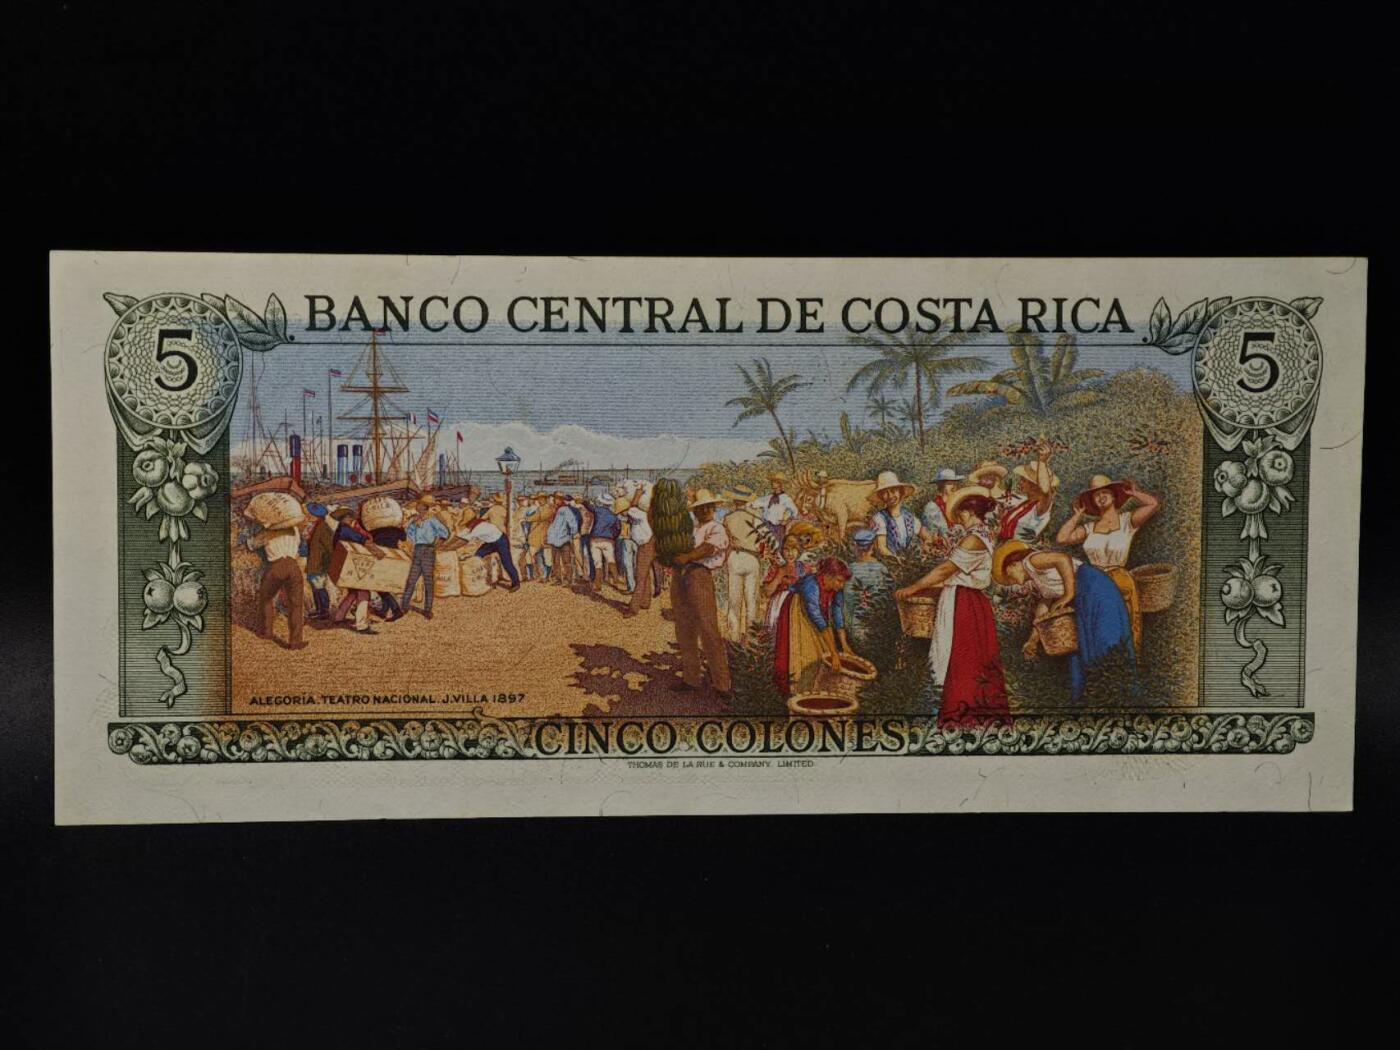 BANCO CENTRAL DE COSTA RICA
5 5
ALEGORÍA. TEATRO NACIONAL. J. VILLA 1897
CINCO COLONES
THOMAS DE LA RUE & COMPANY, LIMITED.